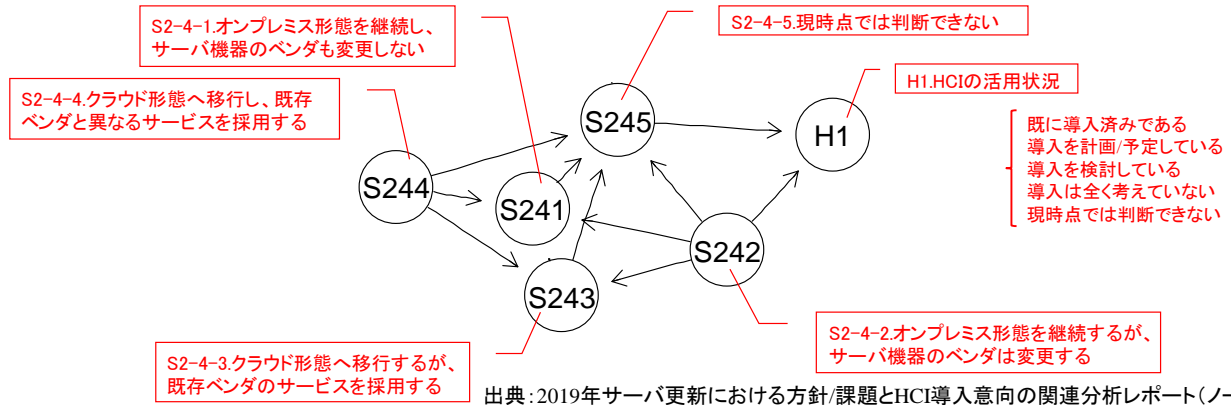 S2-4-1.オンプレミス形態を継続し、
サーバ機器のベンダも変更しない
S2-4-5.現時点では判断できない
S2-4-4.クラウド形態へ移行し、既存
ベンダと異なるサービスを採用する
H1.HCIの活用状況
既に導入済みである
導入を計画/予定している
導入を検討している
導入は全く考えていない
現時点では判断できない
S245
H1
S244
S241
S242
S243
S2-4-2.オンプレミス形態を継続するが、
サーバ機器のベンダは変更する
S2-4-3.クラウド形態へ移行するが、
既存ベンダのサービスを採用する
出典：2019年サーバ更新における方針/課題とHCI導入意向の関連分析レポート（ノー